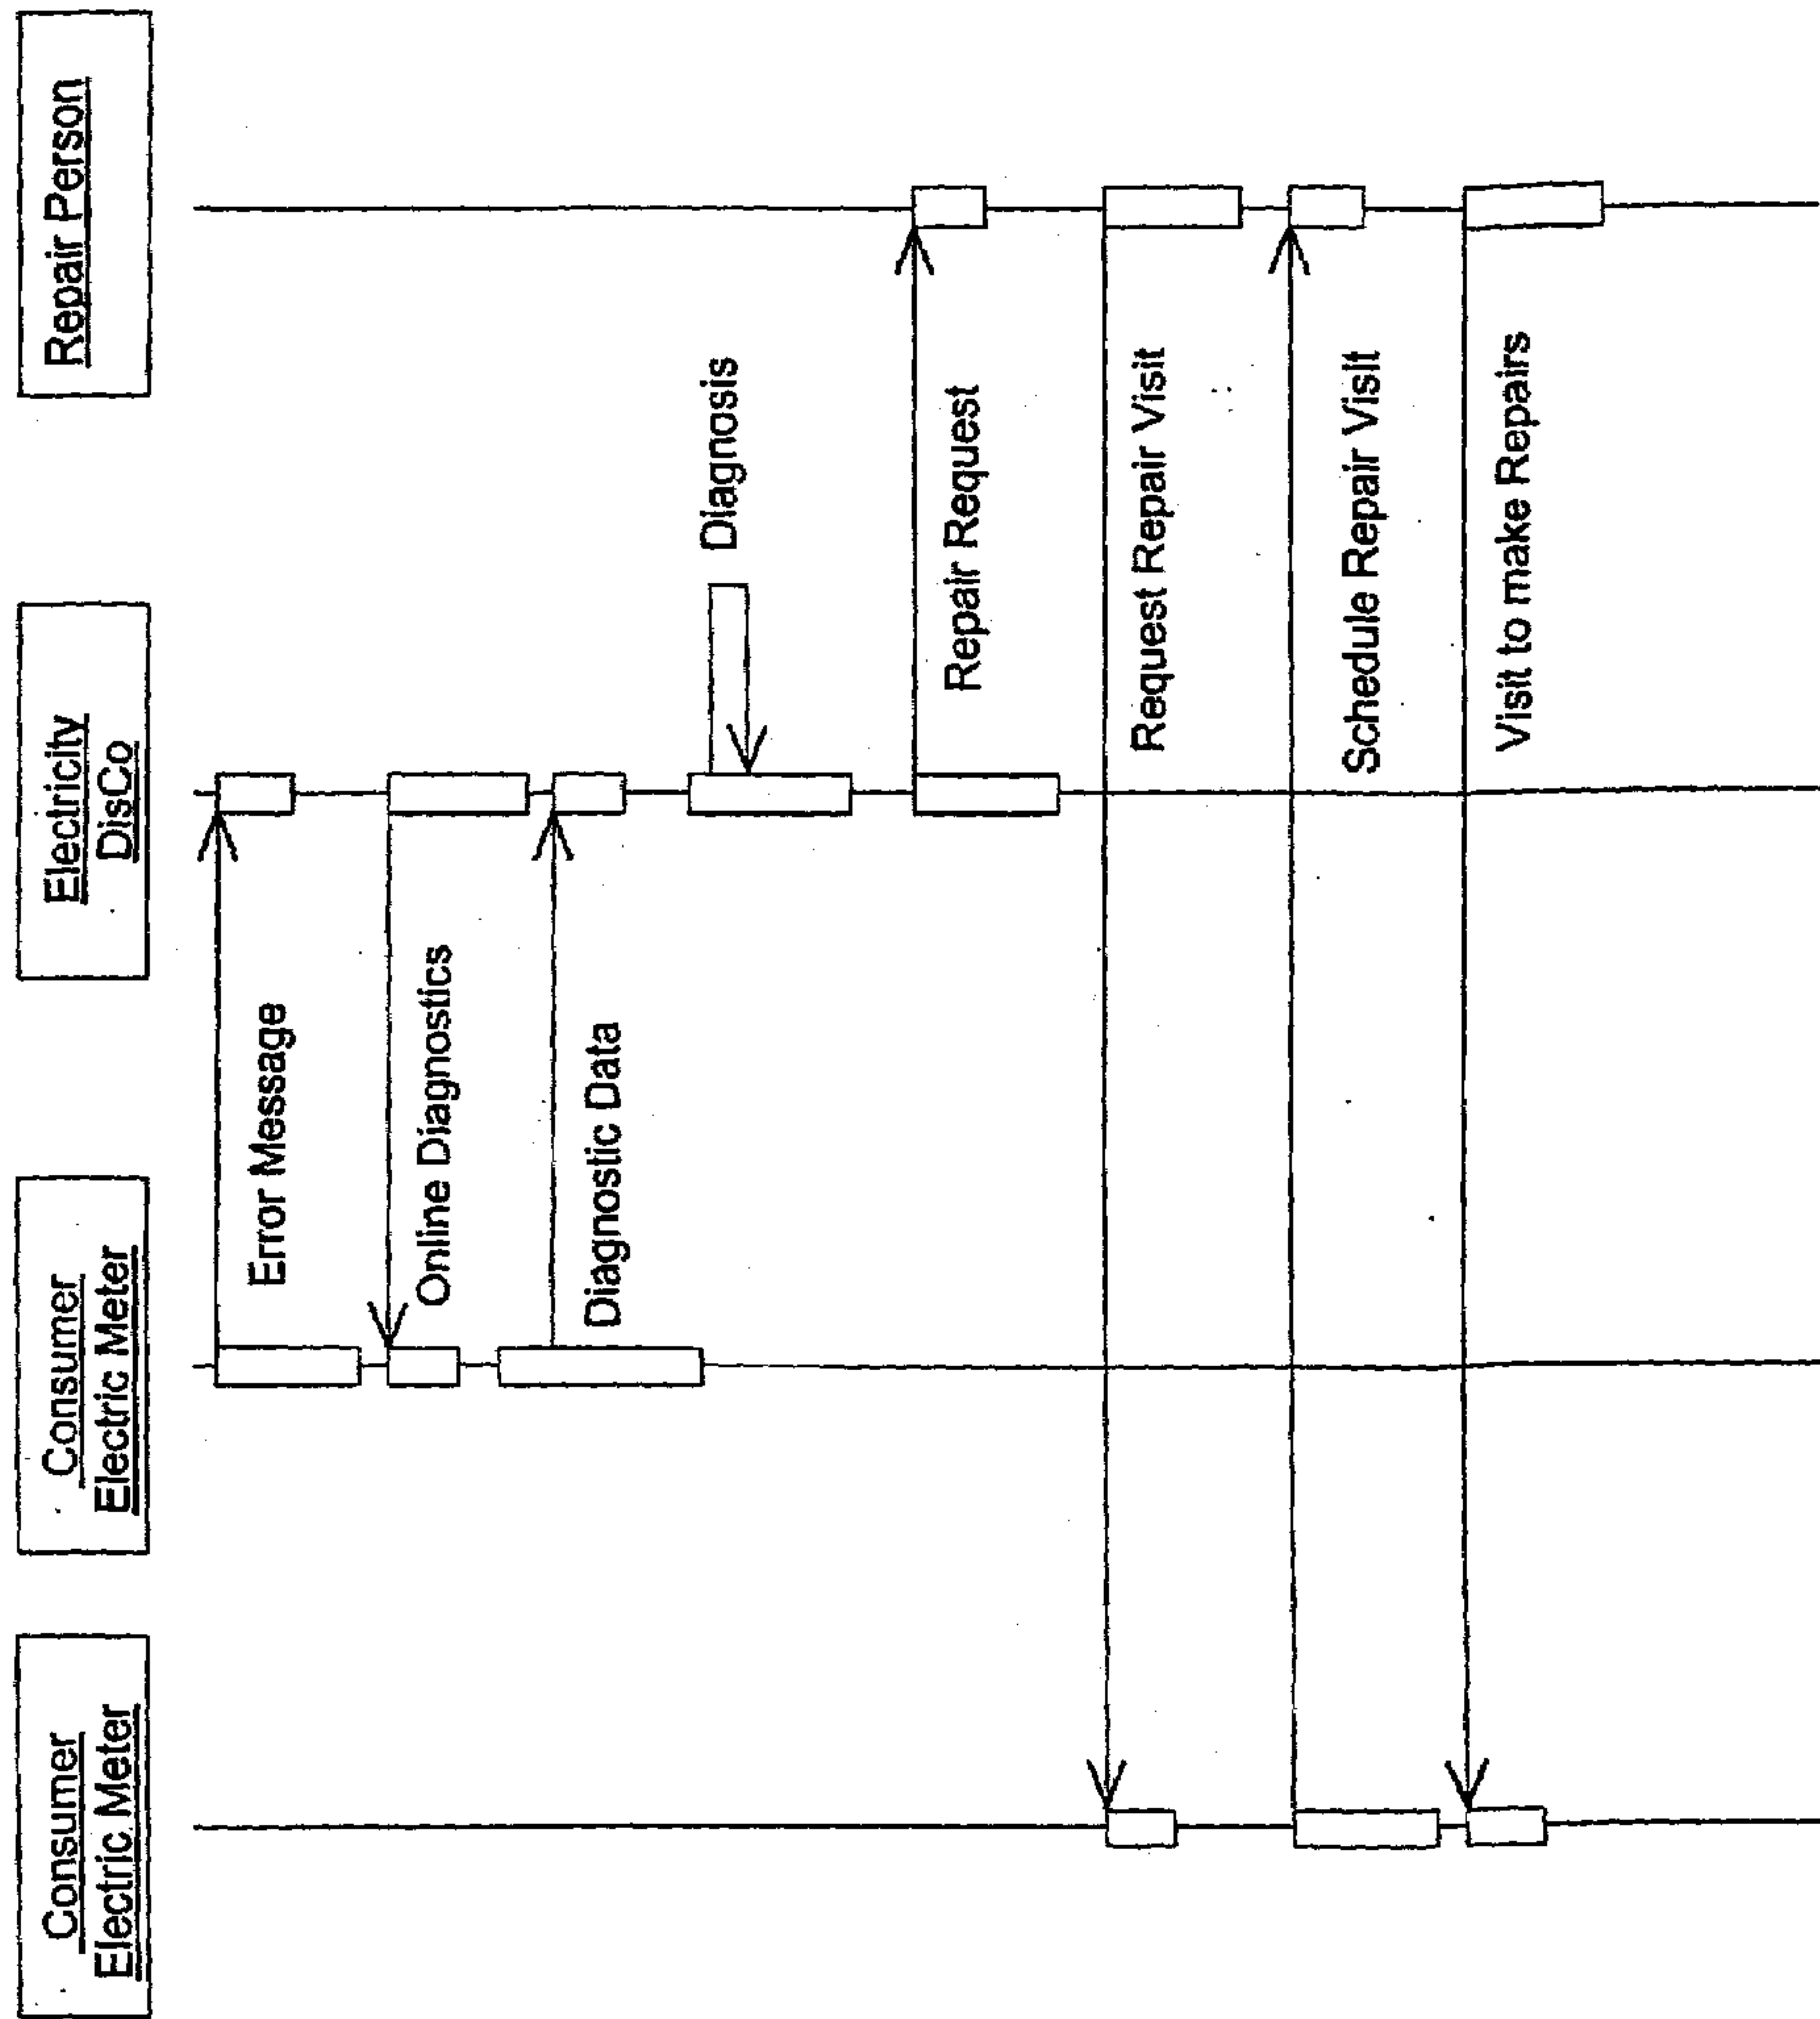 Consumer
Electric Meter
Consumer
Electric Meter
Electricity
DisCo
Repair Person
Error Message
Online Diagnostics
Diagnostic Data
Diagnosis
Repair Request
Request Repair Visit
Schedule Repair Visit
Visit to make Repairs